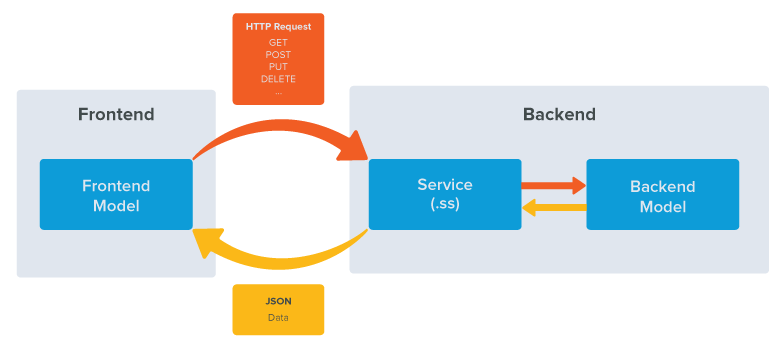 HTTP Request
GET
POST
PUT
DELETE
...
Frontend
Backend
Frontend
Model
Service
(.ss)
Backend
Model
JSON
Data